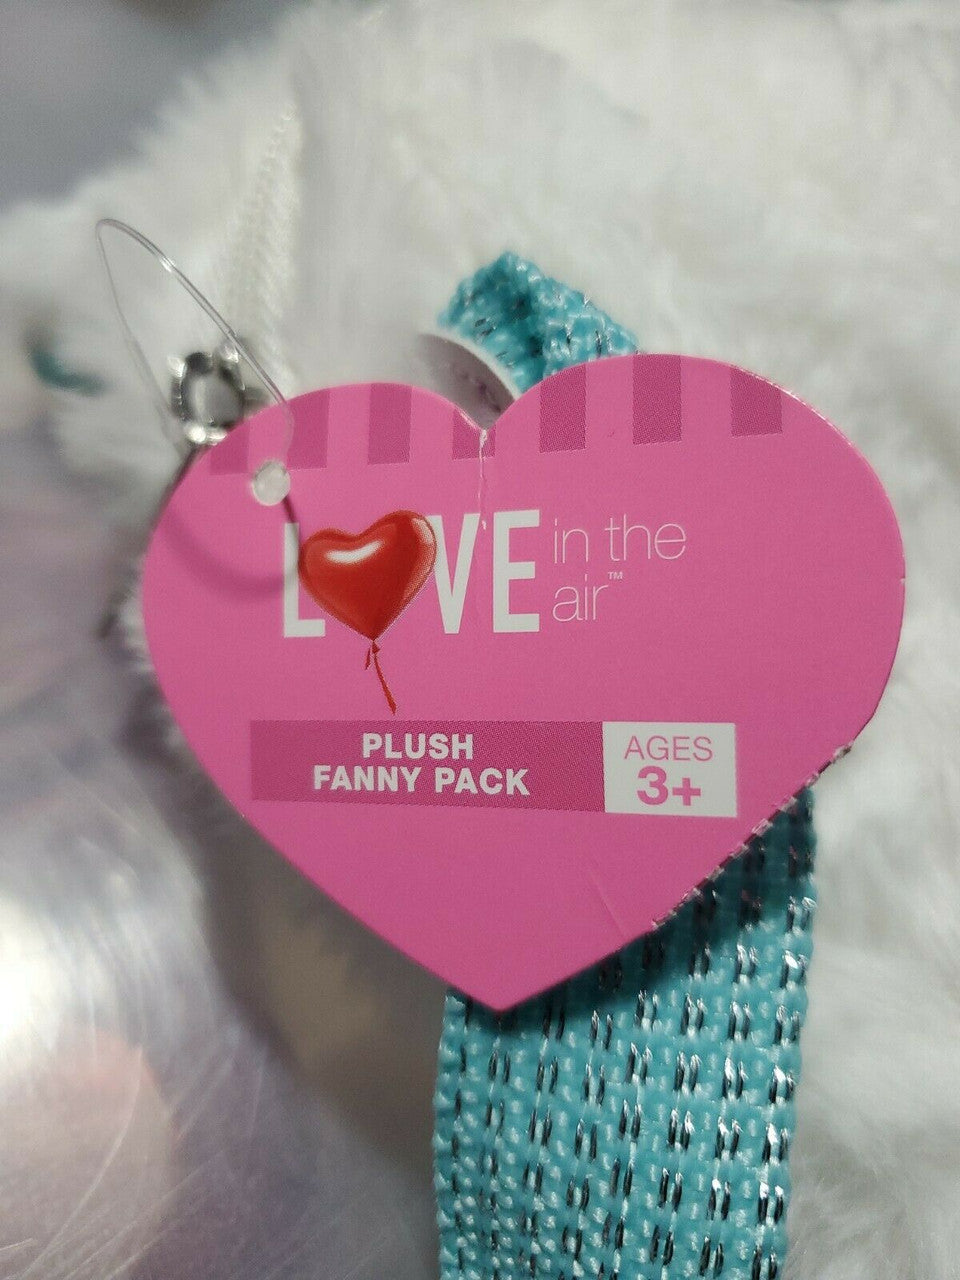 LOVE in the
air™
PLUSH
FANNY PACK
AGES
3+